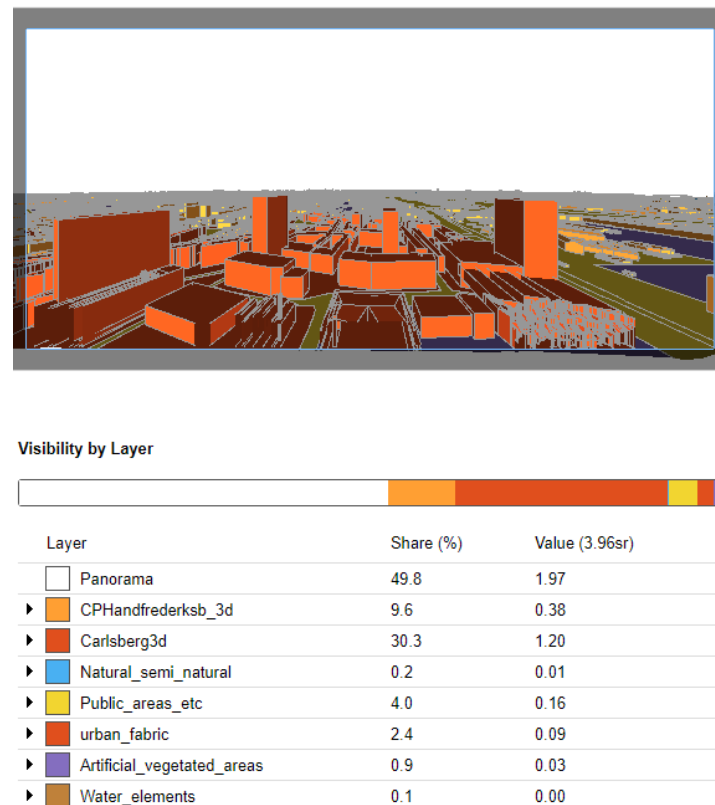 Visibility by Layer
Layer Share (%) Value (3.96sr)
Panorama 49.8 1.97
CPHandfrederksb_3d 9.6 0.38
Carlsberg3d 30.3 1.20
Natural_semi_natural 0.2 0.01
Public_areas_etc 4.0 0.16
urban_fabric 2.4 0.09
Artificial_vegetated_areas 0.9 0.03
Water_elements 0.1 0.00